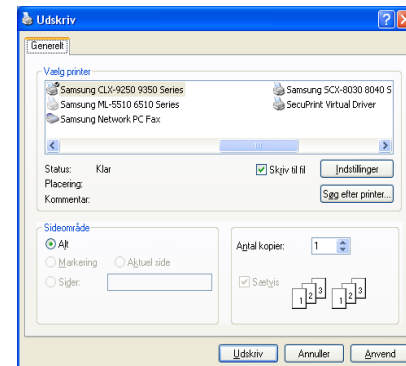 Udskriv
Generelt
Vælg printer
Samsung CLX-9250 9350 Series
Samsung SCX-8030 8040 S
Samsung ML-5510 6510 Series
SecuPrint Virtual Driver
Samsung Network PC Fax
Status: Klar
Skriv til fil
Indstillinger
Placering:
Kommentar:
Søg efter printer...
Sideområde
Alt
Markering
Aktuel side
Sider:
Antal kopier: 1
Sætvis
1 2 3 1 2 3
Udskriv
Annuller
Anvend